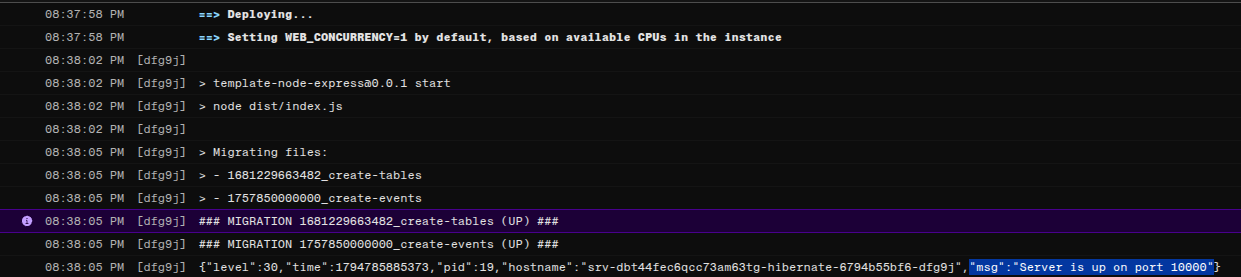 08:37:58 PM ==> Deploying...
08:37:58 PM ==> Setting WEB_CONCURRENCY=1 by default, based on available CPUs in the instance
08:38:02 PM [dfg9j]
08:38:02 PM [dfg9j] > template-node-express@0.0.1 start
08:38:02 PM [dfg9j] > node dist/index.js
08:38:02 PM [dfg9j]
08:38:05 PM [dfg9j] > Migrating files:
08:38:05 PM [dfg9j] > - 1681229663482_create-tables
08:38:05 PM [dfg9j] > - 1757850000000_create-events
08:38:05 PM [dfg9j] ### MIGRATION 1681229663482_create-tables (UP) ###
08:38:05 PM [dfg9j] ### MIGRATION 1757850000000_create-events (UP) ###
08:38:05 PM [dfg9j] {"level":30,"time":1794785885373,"pid":19,"hostname":"srv-dbt44fec6qcc73am63tg-hibernate-6794b55bf6-dfg9j","msg":"Server is up on port 10000"}